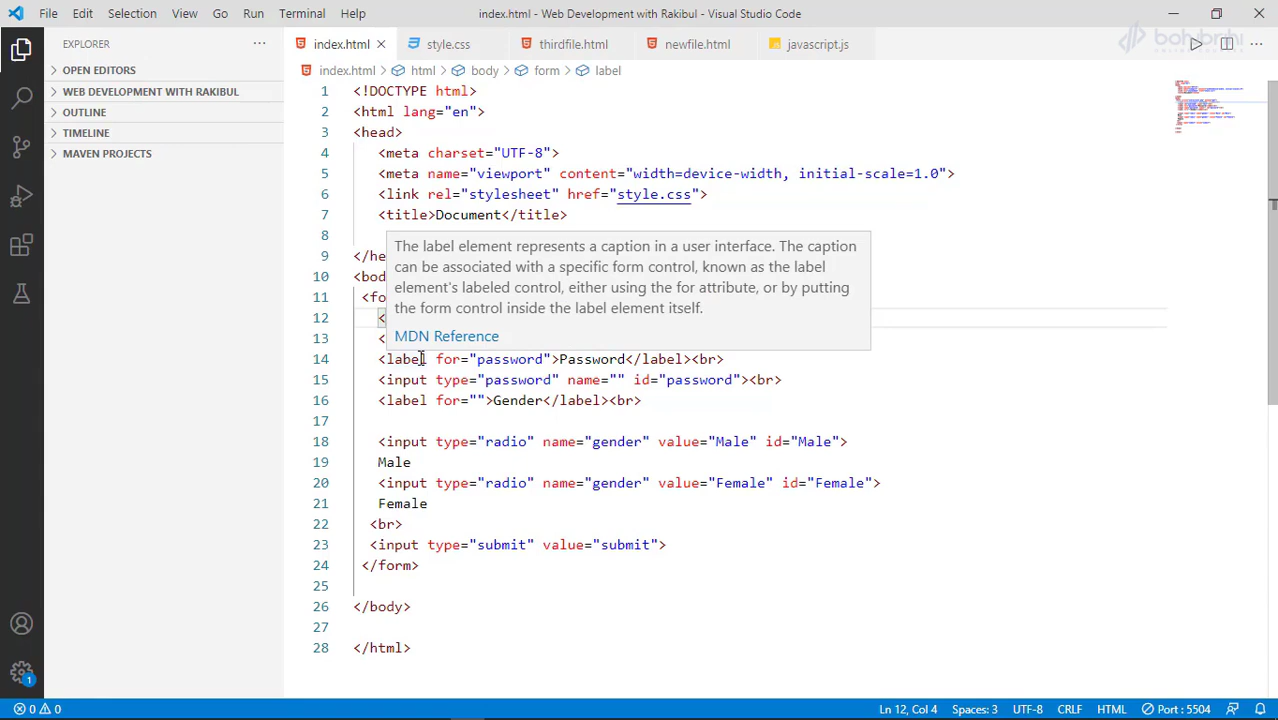 File Edit Selection View Go Run Terminal Help index.html - Web Development with Rakibul - Visual Studio Code
EXPLORER ... index.html style.css thirdfile.html newfile.html javascript.js
bohubrihi
OPEN EDITORS
WEB DEVELOPMENT WITH RAKIBUL
OUTLINE
TIMELINE
MAVEN PROJECTS
index.html > html > body > form > label
1 <!DOCTYPE html>
2 <html lang="en">
3 <head>
4 <meta charset="UTF-8">
5 <meta name="viewport" content="width=device-width, initial-scale=1.0">
6 <link rel="stylesheet" href="style.css">
7 <title>Document</title>
8
9 </he
10 <bod
11 <fo
12 <
13 <
The label element represents a caption in a user interface. The caption
can be associated with a specific form control, known as the label
element's labeled control, either using the for attribute, or by putting
the form control inside the label element itself.
MDN Reference
14 <label for="password">Password</label><br>
15 <input type="password" name="" id="password"><br>
16 <label for="">Gender</label><br>
17
18 <input type="radio" name="gender" value="Male" id="Male">
19 Male
20 <input type="radio" name="gender" value="Female" id="Female">
21 Female
22 <br>
23 <input type="submit" value="submit">
24 </form>
25
26 </body>
27
28 </html>
1
0 0 Ln 12, Col 4 Spaces: 3 UTF-8 CRLF HTML Port : 5504